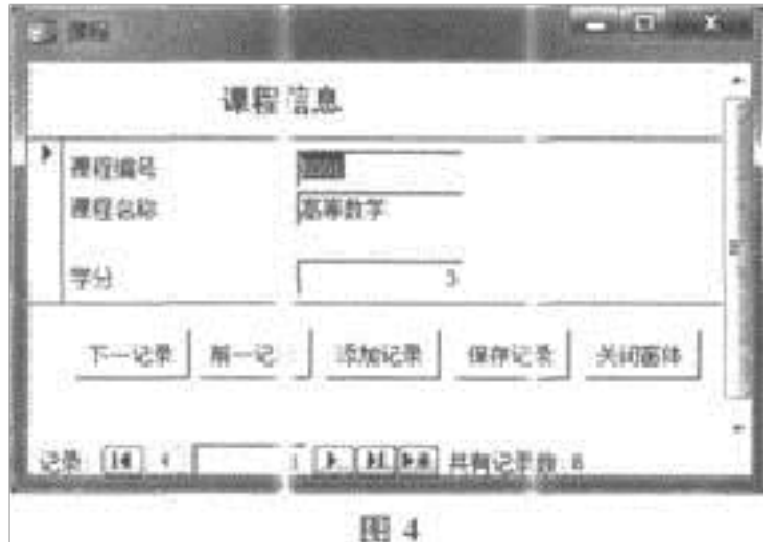 课程
课程信息
课程编号
课程名称 高等数学
学分 3
下一记录 前一记 添加记录 保存记录 关闭窗体
记录: 共有记录数: 8
图 4